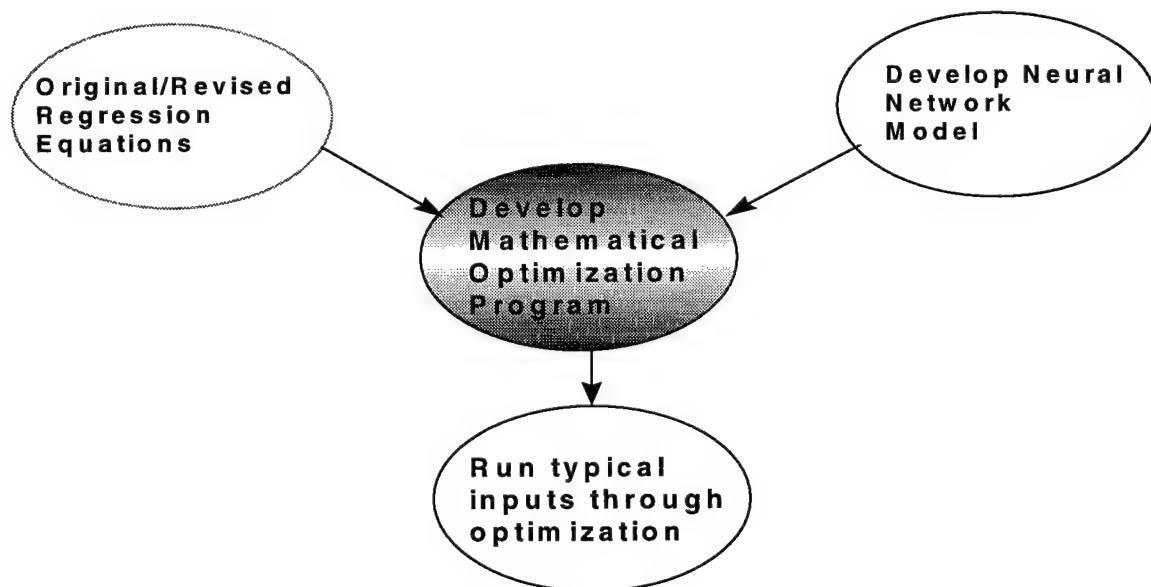 Original/Revised
Regression
Equations
Develop Neural
Network
Model
Develop
Mathematical
Optimization
Program
Run typical
inputs through
optimization